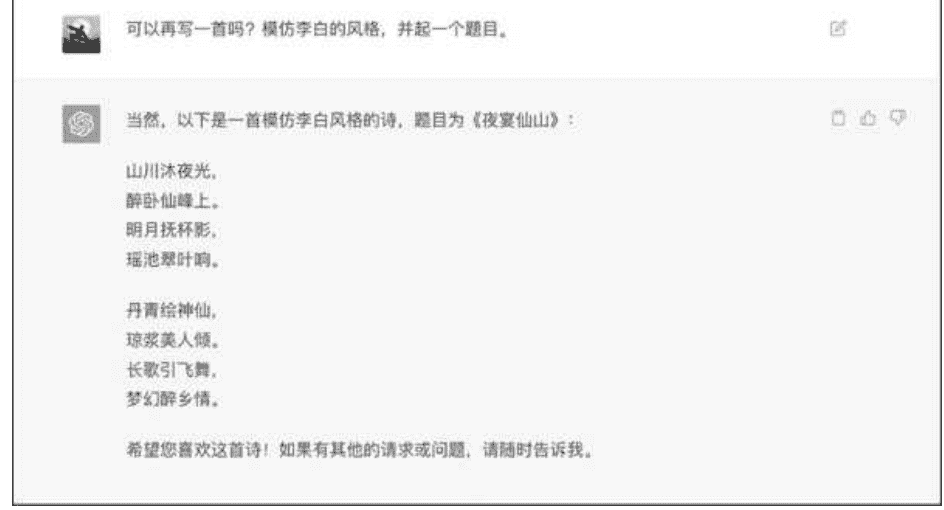 可以再写一首吗？模仿李白的风格，并起一个题目。
当然，以下是一首模仿李白风格的诗，题目为《夜宴仙山》：
山川沐夜光，
醉卧仙峰上。
明月抚杯影，
瑶池翠叶响。
丹青绘神仙，
琼浆美人倾。
长歌引飞舞，
梦幻醉乡情。
希望您喜欢这首诗！如果有其他的请求或问题，请随时告诉我。